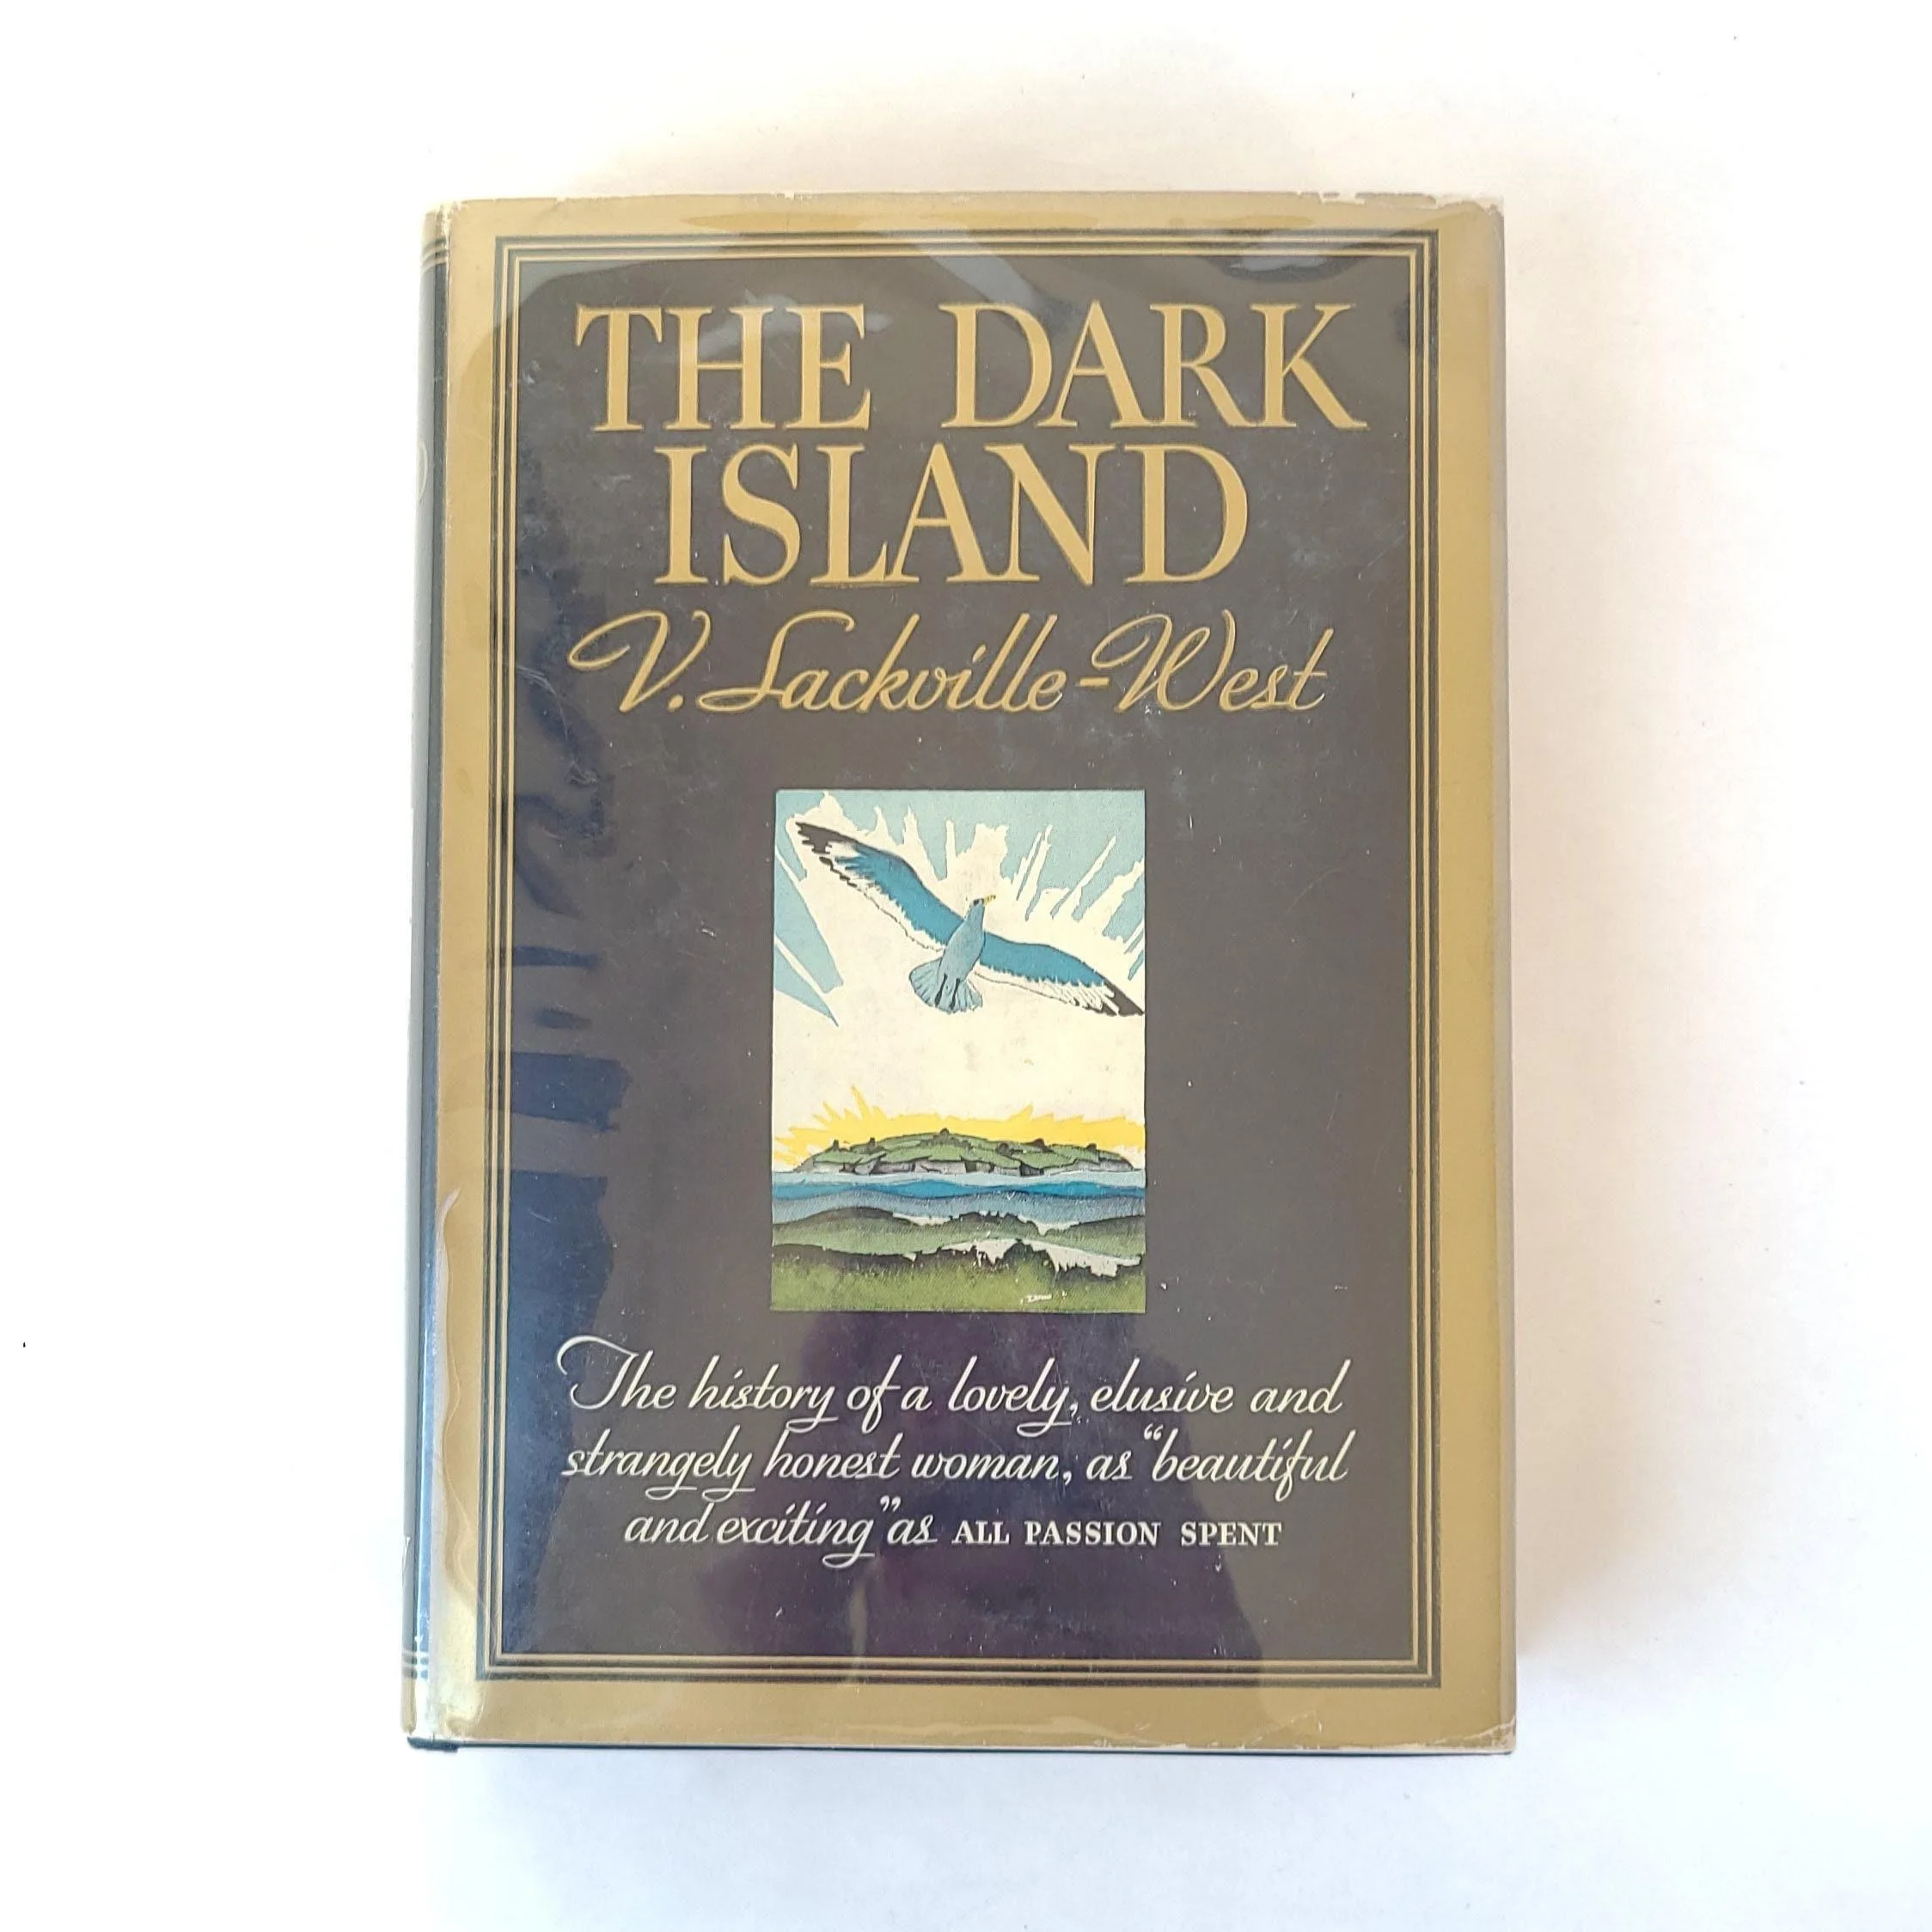 THE DARK
ISLAND
V. Sackville-West
The history of a lovely, elusive and
strangely honest woman, as "beautiful
and exciting" as ALL PASSION SPENT